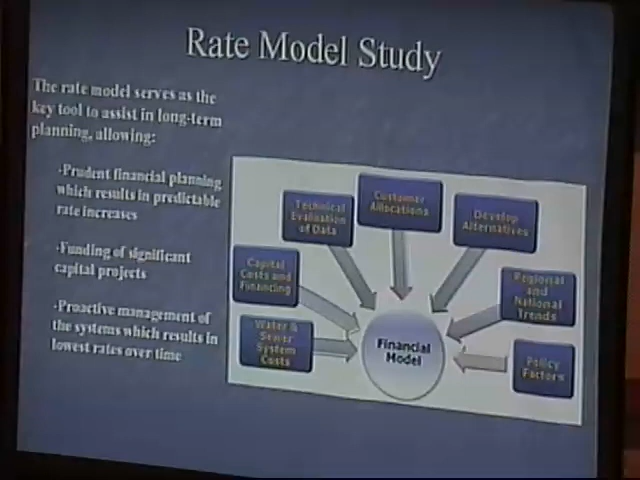 Rate Model Study
The rate model serves as the
key tool to assist in long-term
planning, allowing:
·Prudent financial planning
which results in predictable
rate increases
·Funding of significant
capital projects
·Proactive management of
the systems which results in
lowest rates over time
Customer
Allocations
Technical
Evaluation
of Data
Develop
Alternatives
Capital
Costs and
Financing
Regional
and
National
Trends
Water &
Sewer
System
Costs
Financial
Model
Policy
Factors